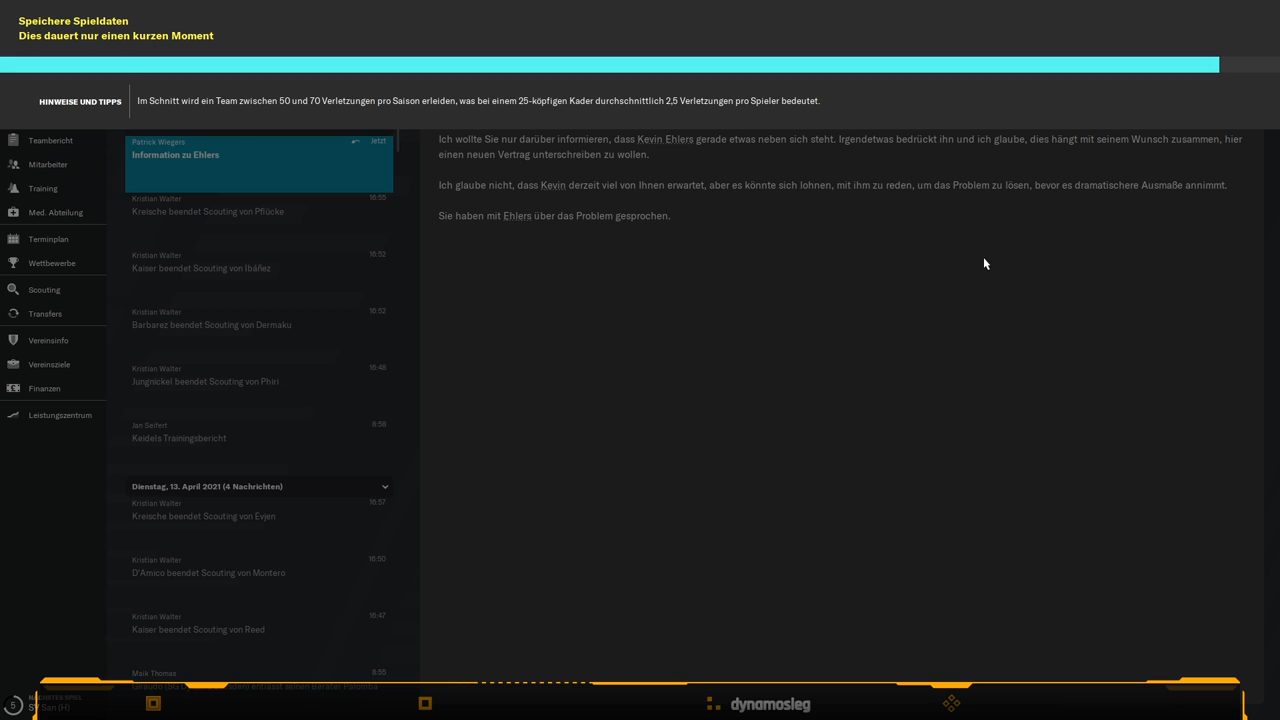 Speichere Spieldaten
Dies dauert nur einen kurzen Moment
HINWEISE UND TIPPS
Im Schnitt wird ein Team zwischen 50 und 70 Verletzungen pro Saison erleiden, was bei einem 25-köpfigen Kader durchschnittlich 2,5 Verletzungen pro Spieler bedeutet.
Teambericht
Mitarbeiter
Training
Med. Abteilung
Terminplan
Wettbewerbe
Scouting
Transfers
Vereinsinfo
Vereinsziele
Finanzen
Leistungszentrum
Patrick Wiegers Jetzt
Information zu Ehlers
Kristian Walter 16:55
Kreische beendet Scouting von Pflücke
Kristian Walter 16:52
Kaiser beendet Scouting von Ibáñez
Kristian Walter 16:52
Barbarez beendet Scouting von Dermaku
Kristian Walter 16:48
Jungnickel beendet Scouting von Phiri
Jan Seifert 8:58
Keidels Trainingsbericht
Dienstag, 13. April 2021 (4 Nachrichten)
Kristian Walter 16:57
Kreische beendet Scouting von Evjen
Kristian Walter 16:50
D'Amico beendet Scouting von Montero
Kristian Walter 16:47
Kaiser beendet Scouting von Reed
Maik Thomas 8:55
Ich wollte Sie nur darüber informieren, dass Kevin Ehlers gerade etwas neben sich steht. Irgendetwas bedrückt ihn und ich glaube, dies hängt mit seinem Wunsch zusammen, hier
einen neuen Vertrag unterschreiben zu wollen.
Ich glaube nicht, dass Kevin derzeit viel von Ihnen erwartet, aber es könnte sich lohnen, mit ihm zu reden, um das Problem zu lösen, bevor es dramatischere Ausmaße annimmt.
Sie haben mit Ehlers über das Problem gesprochen.
5
NÄCHSTES SPIEL
San (H)
dynamosleg